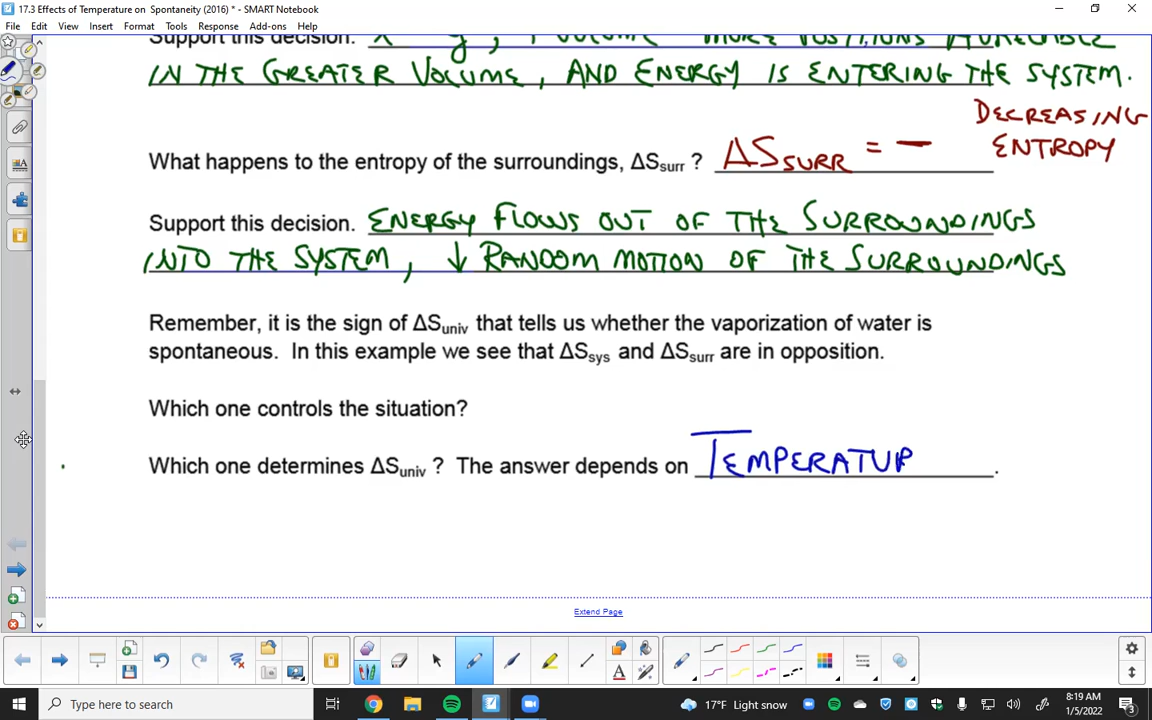 17.3 Effects of Temperature on Spontaneity (2016) * - SMART Notebook
File Edit View Insert Format Tools Response Add-ons Help
Support this decision.
IN THE GREATER VOLUME, AND ENERGY IS ENTERING THE SYSTEM.
DECREASING
ENTROPY
What happens to the entropy of the surroundings, ΔSsurr ? ΔSSURR = −
Support this decision. ENERGY FLOWS OUT OF THE SURROUNDINGS
INTO THE SYSTEM, ↓ RANDOM MOTION OF THE SURROUNDINGS
Remember, it is the sign of ΔSuniv that tells us whether the vaporization of water is
spontaneous. In this example we see that ΔSsys and ΔSsurr are in opposition.
Which one controls the situation?
Which one determines ΔSuniv ? The answer depends on TEMPERATUR.
Extend Page
Type here to search
17°F Light snow
8:19 AM
1/5/2022
3